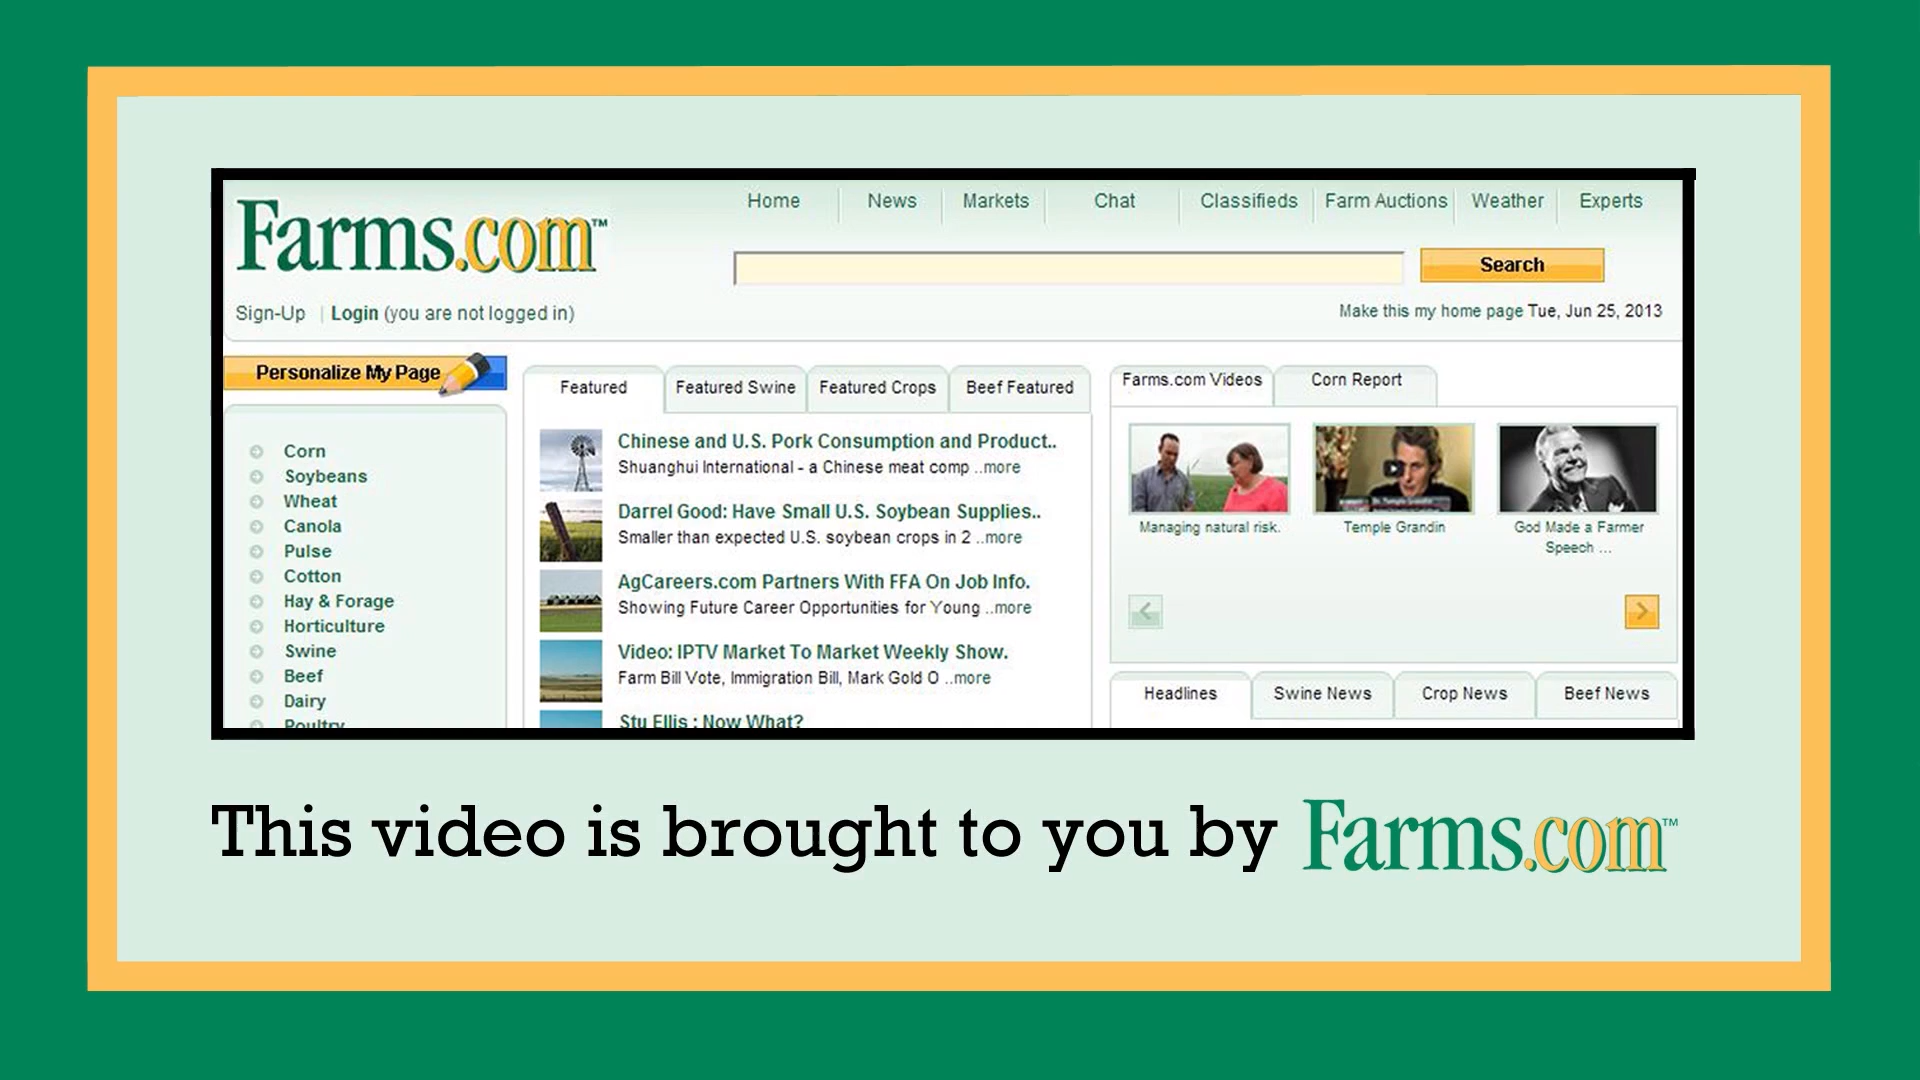 Farms.com™
Home
News
Markets
Chat
Classifieds
Farm Auctions
Weather
Experts
Search
Sign-Up | Login (you are not logged in)
Make this my home page Tue, Jun 25, 2013
Personalize My Page
Corn
Soybeans
Wheat
Canola
Pulse
Cotton
Hay & Forage
Horticulture
Swine
Beef
Dairy
Poultry
Featured
Featured Swine
Featured Crops
Beef Featured
Chinese and U.S. Pork Consumption and Product..
Shuanghui International - a Chinese meat comp ..more
Darrel Good: Have Small U.S. Soybean Supplies..
Smaller than expected U.S. soybean crops in 2 ..more
AgCareers.com Partners With FFA On Job Info.
Showing Future Career Opportunities for Young ..more
Video: IPTV Market To Market Weekly Show.
Farm Bill Vote, Immigration Bill, Mark Gold O ..more
Stu Ellis : Now What?
Farms.com Videos
Corn Report
Managing natural risk.
Temple Grandin
God Made a Farmer
Speech ...
Headlines
Swine News
Crop News
Beef News
This video is brought to you by Farms.com™